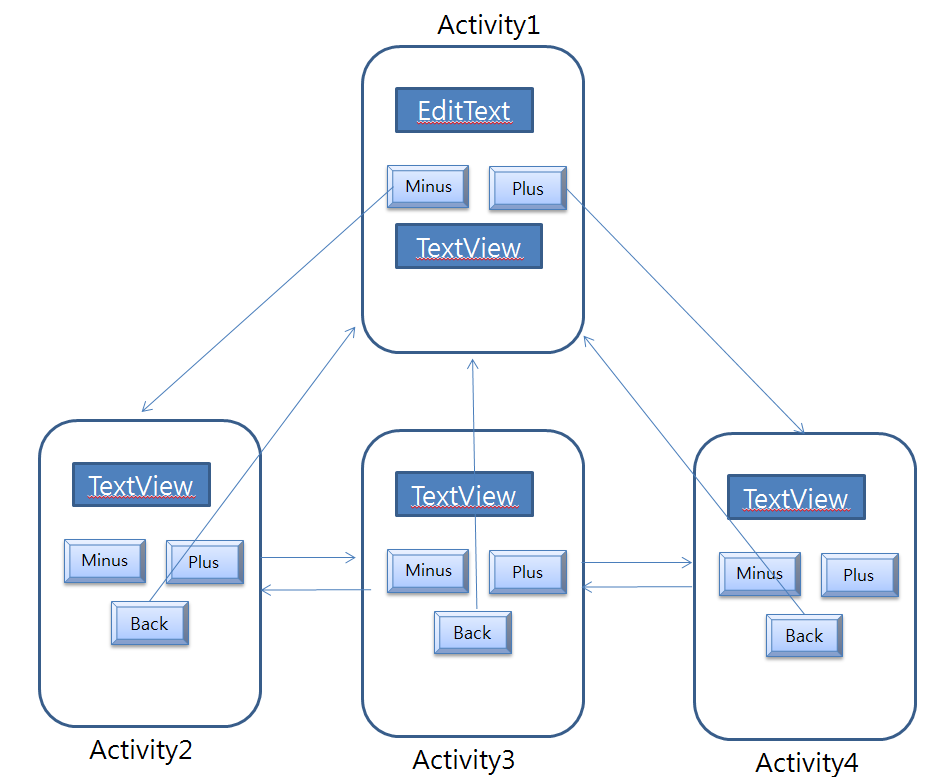 Activity1
EditText
Minus
Plus
TextView
TextView
Minus
Plus
Back
Activity2
TextView
Minus
Plus
Back
Activity3
TextView
Minus
Plus
Back
Activity4